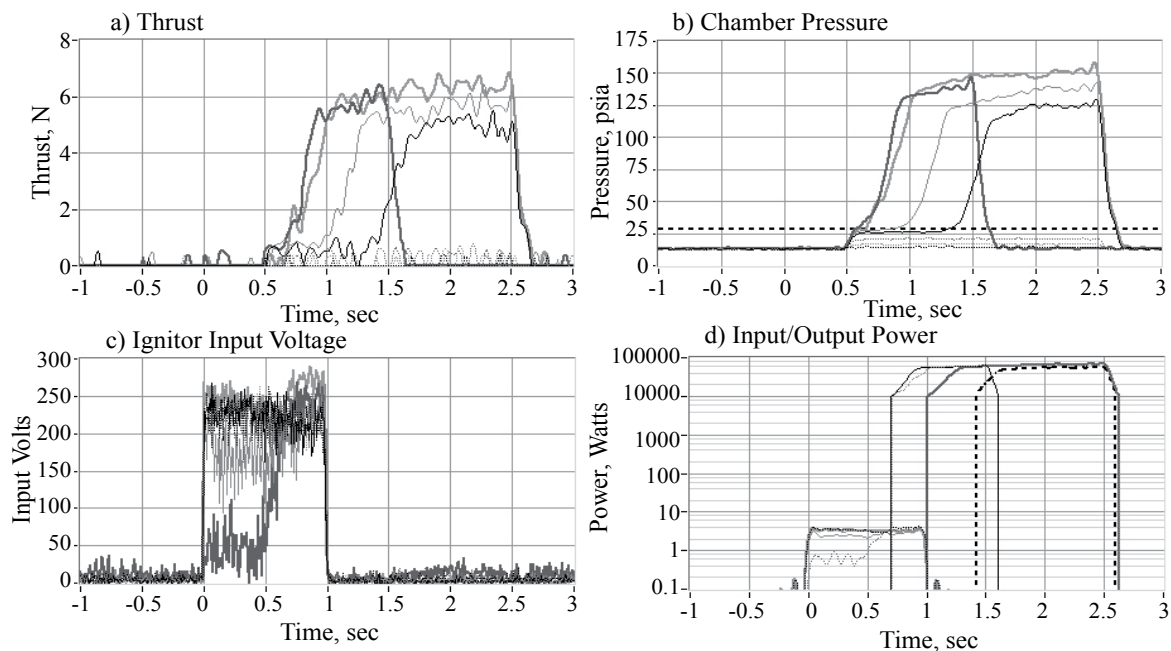 a) Thrust
8
6
4
2
0
Thrust, N
-1 -0.5 0 0.5 1 1.5 2 2.5 3
Time, sec
b) Chamber Pressure
175
150
125
100
75
50
25
0
Pressure, psia
-1 -0.5 0 0.5 1 1.5 2 2.5 3
Time, sec
c) Ignitor Input Voltage
300
250
200
150
100
50
0
Input Volts
-1 -0.5 0 0.5 1 1.5 2 2.5 3
Time, sec
d) Input/Output Power
100000
10000
1000
100
10
1
0.1
Power, Watts
-1 -0.5 0 0.5 1 1.5 2 2.5 3
Time, sec